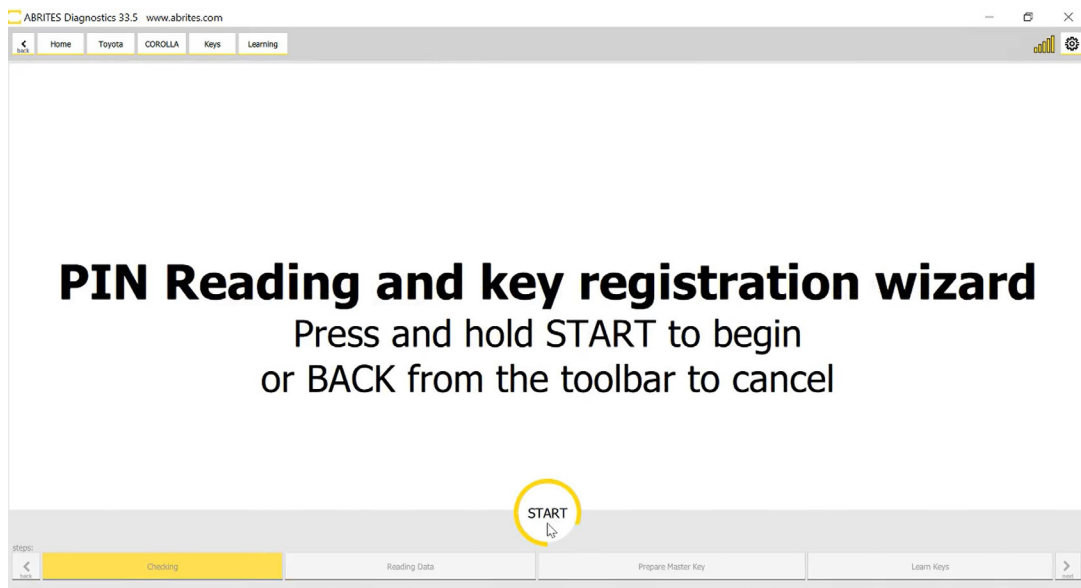 ABRITES Diagnostics 33.5 www.abrites.com
back Home Toyota COROLLA Keys Learning
PIN Reading and key registration wizard
Press and hold START to begin
or BACK from the toolbar to cancel
START
steps:
back Checking Reading Data Prepare Master Key Learn Keys next